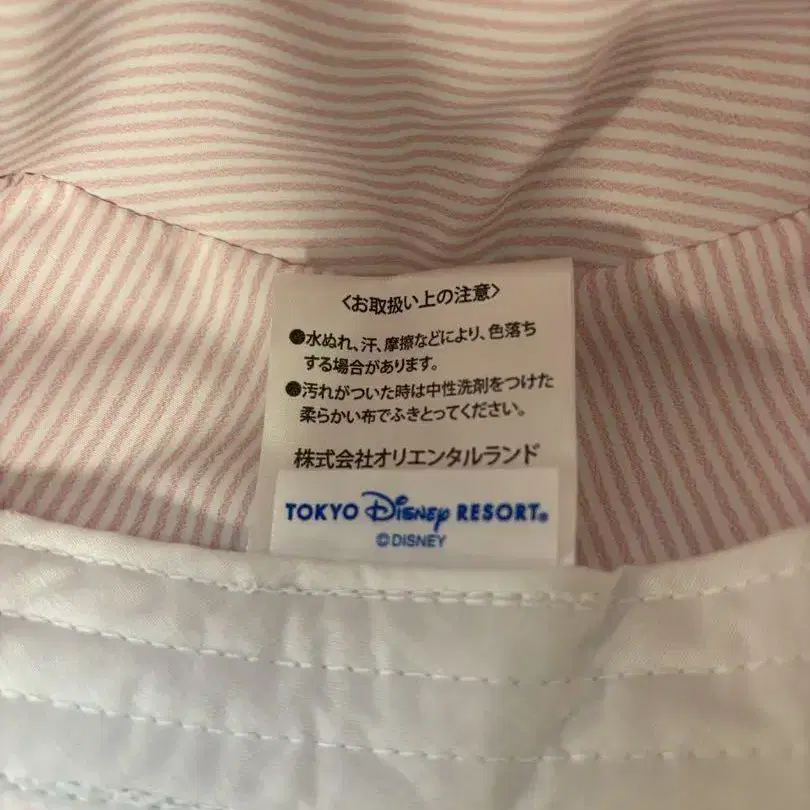 〈お取扱い上の注意〉
●水ぬれ、汗、摩擦などにより、色落ち
する場合があります。
●汚れがついた時は中性洗剤をつけた
柔らかい布でふきとってください。
株式会社オリエンタルランド
TOKYO Disney RESORT®
©DISNEY